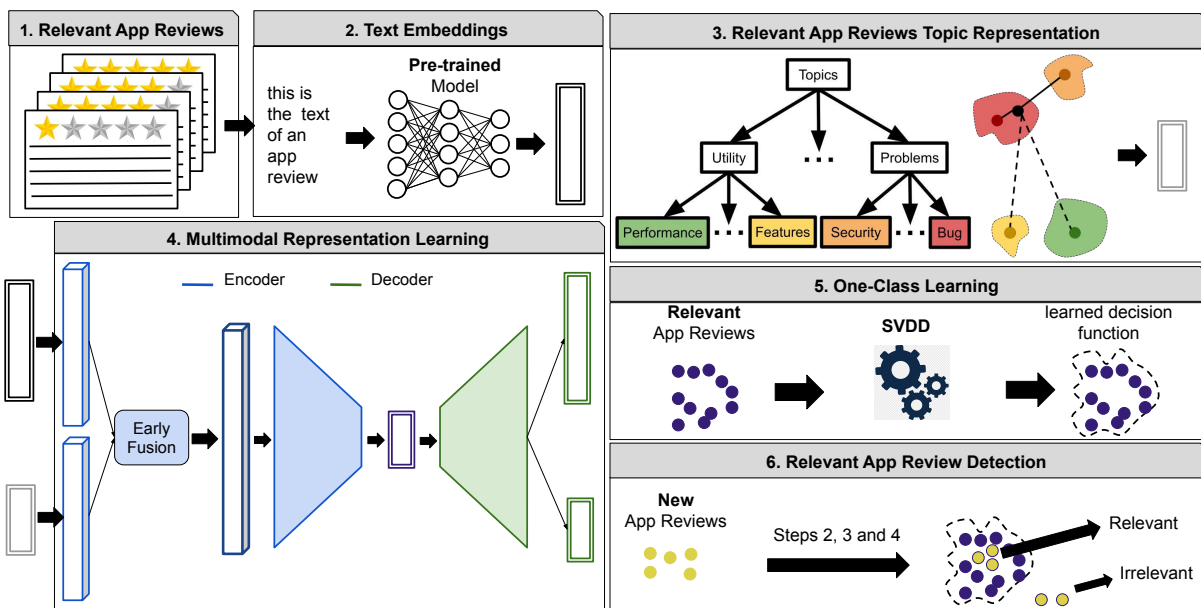 1. Relevant App Reviews
2. Text Embeddings
this is
the text
of an
app
review
Pre-trained
Model
3. Relevant App Reviews Topic Representation
Topics
Utility
...
Problems
Performance
...
Features
Security
...
Bug
4. Multimodal Representation Learning
Encoder
Decoder
Early
Fusion
5. One-Class Learning
Relevant
App Reviews
SVDD
learned decision
function
6. Relevant App Review Detection
New
App Reviews
Steps 2, 3 and 4
Relevant
Irrelevant